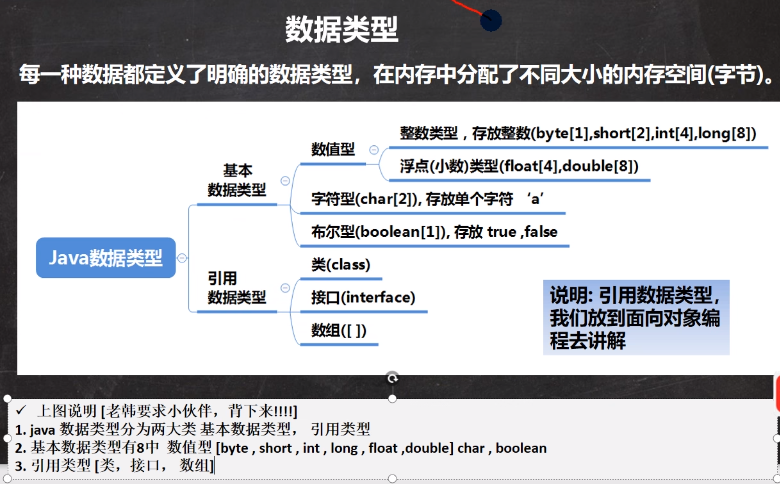 数据类型
每一种数据都定义了明确的数据类型，在内存中分配了不同大小的内存空间(字节)。
整数类型，存放整数(byte[1],short[2],int[4],long[8])
数值型
浮点(小数)类型(float[4],double[8])
基本
数据类型
字符型(char[2]), 存放单个字符 ‘a’
布尔型(boolean[1]), 存放 true ,false
Java数据类型
类(class)
引用
数据类型
接口(interface)
数组([ ])
说明: 引用数据类型，
我们放到面向对象编
程去讲解
✓ 上图说明 [老韩要求小伙伴，背下来!!!!]
1. java 数据类型分为两大类 基本数据类型， 引用类型
2. 基本数据类型有8中 数值型 [byte , short , int , long , float ,double] char , boolean
3. 引用类型 [类，接口， 数组]